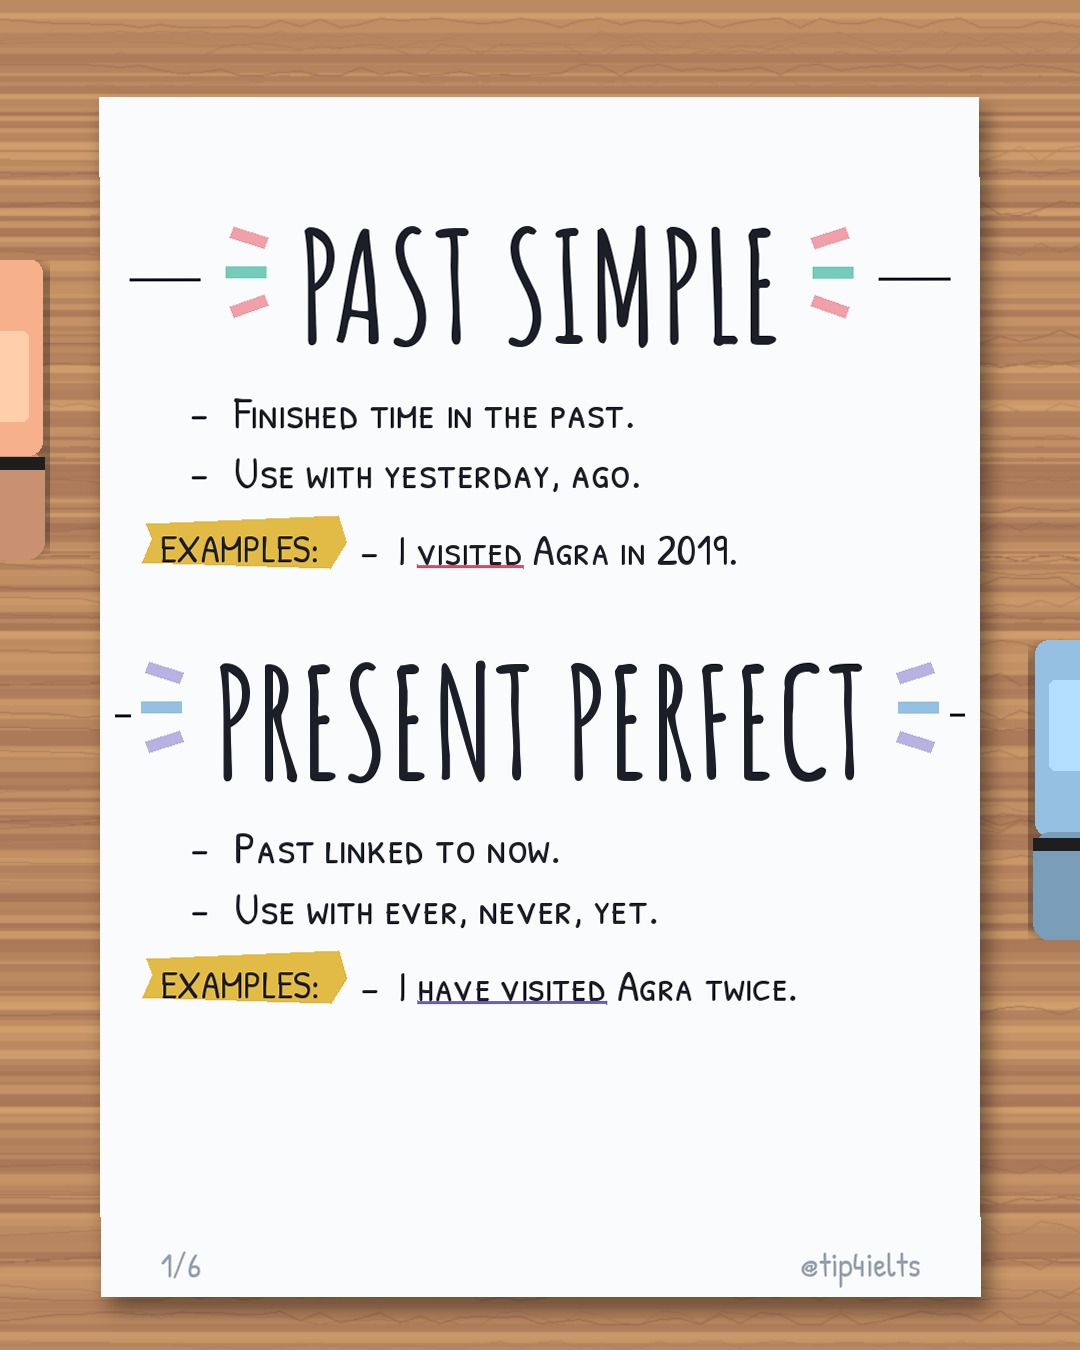 PAST SIMPLE
- Finished time in the past.
- Use with yesterday, ago.
EXAMPLES: - I visited Agra in 2019.
PRESENT PERFECT
- Past linked to now.
- Use with ever, never, yet.
EXAMPLES: - I have visited Agra twice.
1/6 @tip4ielts